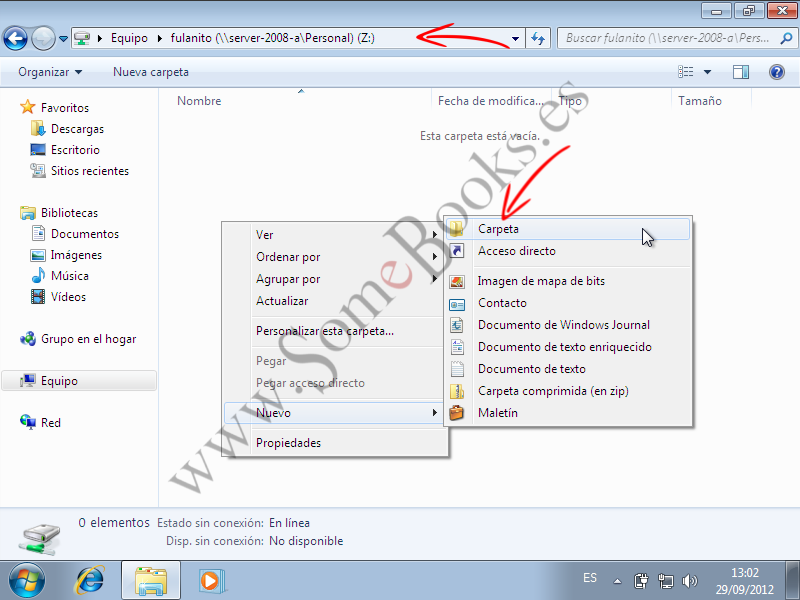 Equipo fulanito (\\server-2008-a\Personal) (Z:)
Buscar fulanito (\\server-2008-a\Pers...
Organizar Nueva carpeta
Nombre Fecha de modifica... Tipo Tamaño
Esta carpeta está vacía.
Favoritos
Descargas
Escritorio
Sitios recientes
Bibliotecas
Documentos
Imágenes
Música
Vídeos
Grupo en el hogar
Equipo
Red
Ver
Ordenar por
Agrupar por
Actualizar
Personalizar esta carpeta...
Pegar
Pegar acceso directo
Nuevo
Propiedades
Carpeta
Acceso directo
Imagen de mapa de bits
Contacto
Documento de Windows Journal
Documento de texto enriquecido
Documento de texto
Carpeta comprimida (en zip)
Maletín
www.SomeBooks.es
0 elementos Estado sin conexión: En línea
Disp. sin conexión: No disponible
ES
13:02
29/09/2012